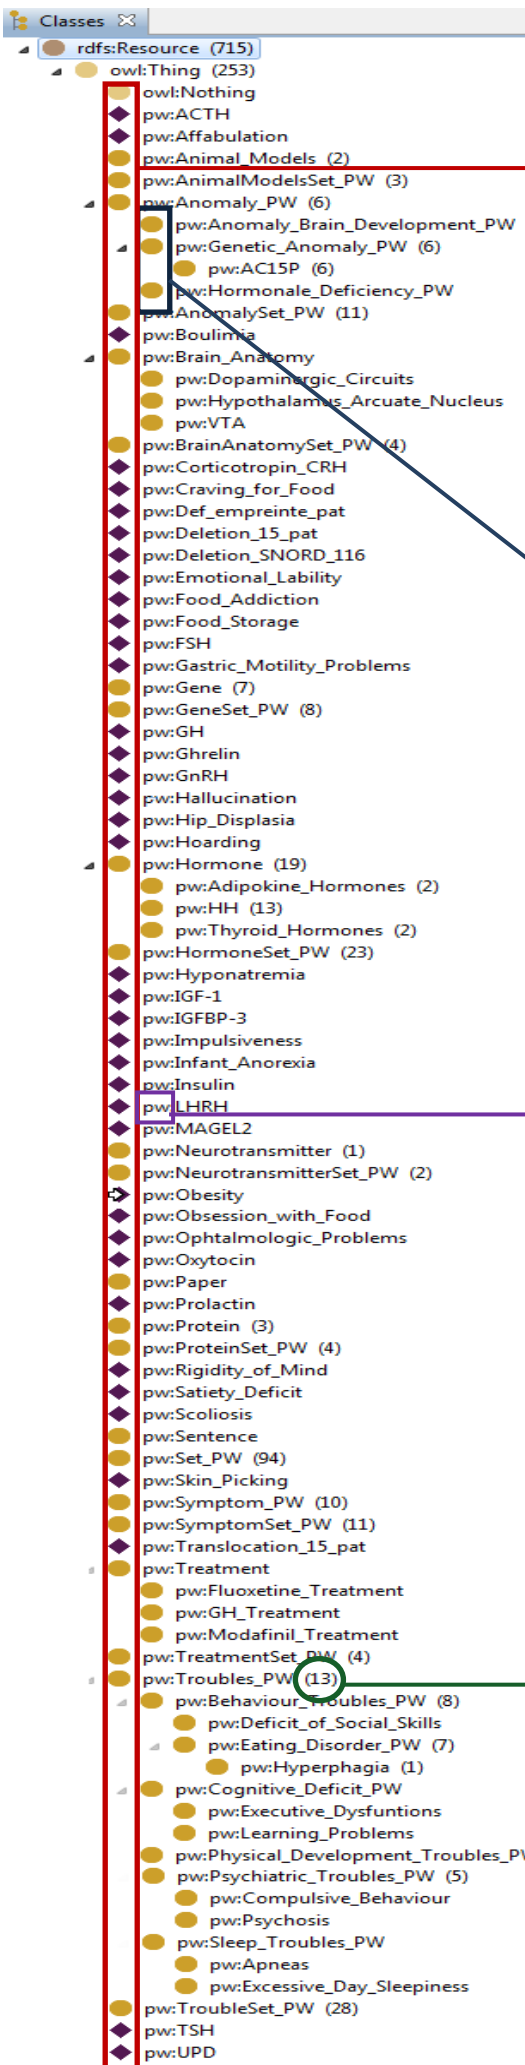 Classes
rdfs:Resource (715)
owl:Thing (253)
owl:Nothing
pw:ACTH
pw:Affabulation
pw:Animal_Models (2)
pw:AnimalModelsSet_PW (3)
pw:Anomaly_PW (6)
pw:Anomaly_Brain_Development_PW
pw:Genetic_Anomaly_PW (6)
pw:AC15P (6)
pw:Hormonale_Deficiency_PW
pw:AnomalySet_PW (11)
pw:Boulimia
pw:Brain_Anatomy
pw:Dopaminergic_Circuits
pw:Hypothalamus_Arcuate_Nucleus
pw:VTA
pw:BrainAnatomySet_PW (4)
pw:Corticotropin_CRH
pw:Craving_for_Food
pw:Def_empreinte_pat
pw:Deletion_15_pat
pw:Deletion_SNORD_116
pw:Emotional_Lability
pw:Food_Addiction
pw:Food_Storage
pw:FSH
pw:Gastric_Motility_Problems
pw:Gene (7)
pw:GeneSet_PW (8)
pw:GH
pw:Ghrelin
pw:GnRH
pw:Hallucination
pw:Hip_Displasia
pw:Hoarding
pw:Hormone (19)
pw:Adipokine_Hormones (2)
pw:HH (13)
pw:Thyroid_Hormones (2)
pw:HormoneSet_PW (23)
pw:Hyponatremia
pw:IGF-1
pw:IGFBP-3
pw:Impulsiveness
pw:Infant_Anorexia
pw:Insulin
pw:LHRH
pw:MAGEL2
pw:Neurotransmitter (1)
pw:NeurotransmitterSet_PW (2)
pw:Obesity
pw:Obsession_with_Food
pw:Ophtalmologic_Problems
pw:Oxytocin
pw:Paper
pw:Prolactin
pw:Protein (3)
pw:ProteinSet_PW (4)
pw:Rigidity_of_Mind
pw:Satiety_Deficit
pw:Scoliosis
pw:Sentence
pw:Set_PW (94)
pw:Skin_Picking
pw:Symptom_PW (10)
pw:SymptomSet_PW (11)
pw:Translocation_15_pat
pw:Treatment
pw:Fluoxetine_Treatment
pw:GH_Treatment
pw:Modafinil_Treatment
pw:TreatmentSet_PW (4)
pw:Troubles_PW (13)
pw:Behaviour_Troubles_PW (8)
pw:Deficit_of_Social_Skills
pw:Eating_Disorder_PW (7)
pw:Hyperphagia (1)
pw:Cognitive_Deficit_PW
pw:Executive_Dysfuntions
pw:Learning_Problems
pw:Physical_Development_Troubles_PW
pw:Psychiatric_Troubles_PW (5)
pw:Compulsive_Behaviour
pw:Psychosis
pw:Sleep_Troubles_PW
pw:Apneas
pw:Excessive_Day_Sleepiness
pw:TroubleSet_PW (28)
pw:TSH
pw:UPD